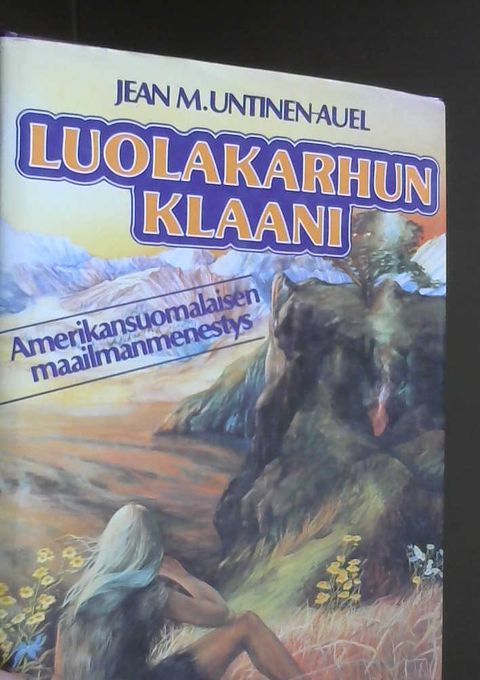 JEAN M. UNTINEN-AUEL
LUOLAKARHUN
KLAANI
Amerikansuomalaisen
maailmanmenestys